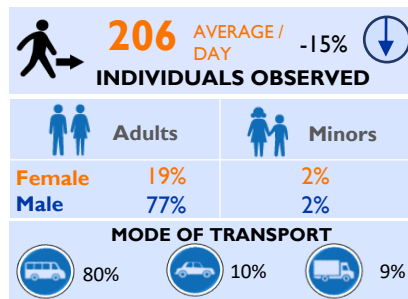 206 AVERAGE / DAY -15%
INDIVIDUALS OBSERVED
Adults Minors
Female 19% 2%
Male 77% 2%
MODE OF TRANSPORT
80% 10% 9%